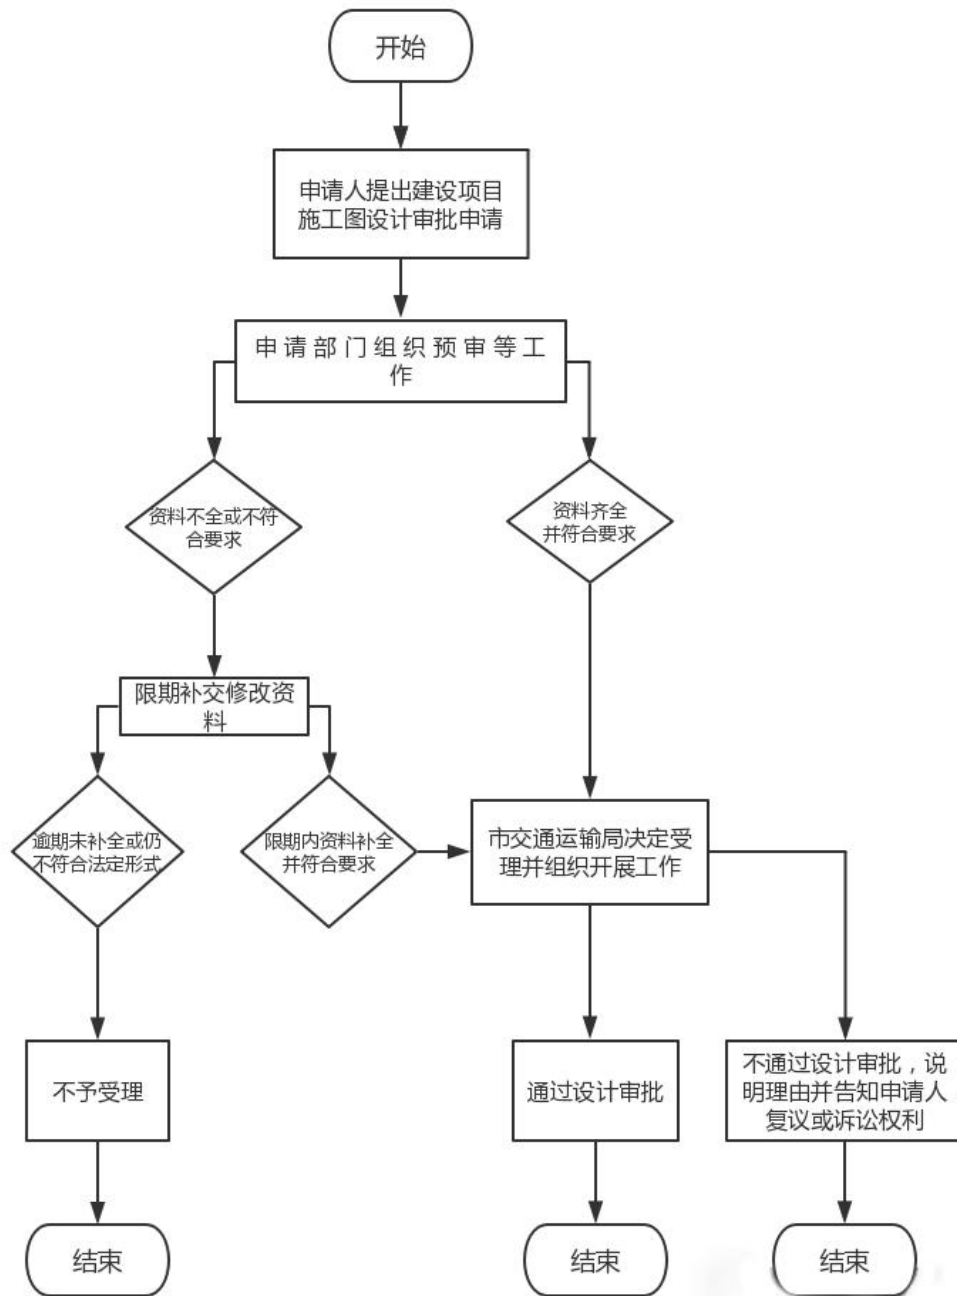 开始
申请人提出建设项目
施工图设计审批申请
申请部门组织预审等工
作
资料不全或不符
合要求
资料齐全
并符合要求
限期补交修改资
料
逾期未补全或仍
不符合法定形式
限期内资料补全
并符合要求
市交通运输局决定受
理并组织开展工作
不予受理
通过设计审批
不通过设计审批，说
明理由并告知申请人
复议或诉讼权利
结束
结束
结束